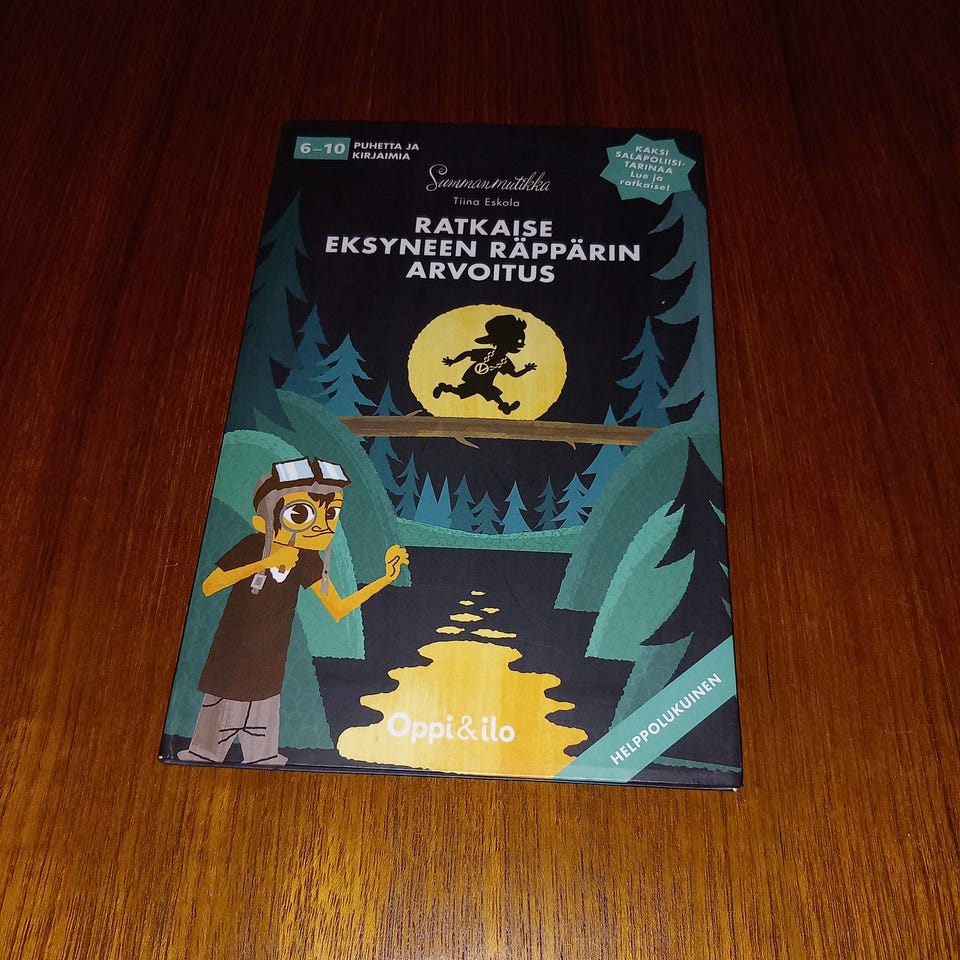 6–10
PUHETTA JA
KIRJAIMIA
KAKSI
SALAPOLIISI-
TARINAA
Lue ja
ratkaise!
Summanmutikka
Tiina Eskola
RATKAISE
EKSYNEEN RÄPPÄRIN
ARVOITUS
Oppi&ilo
HELPPOLUKUINEN